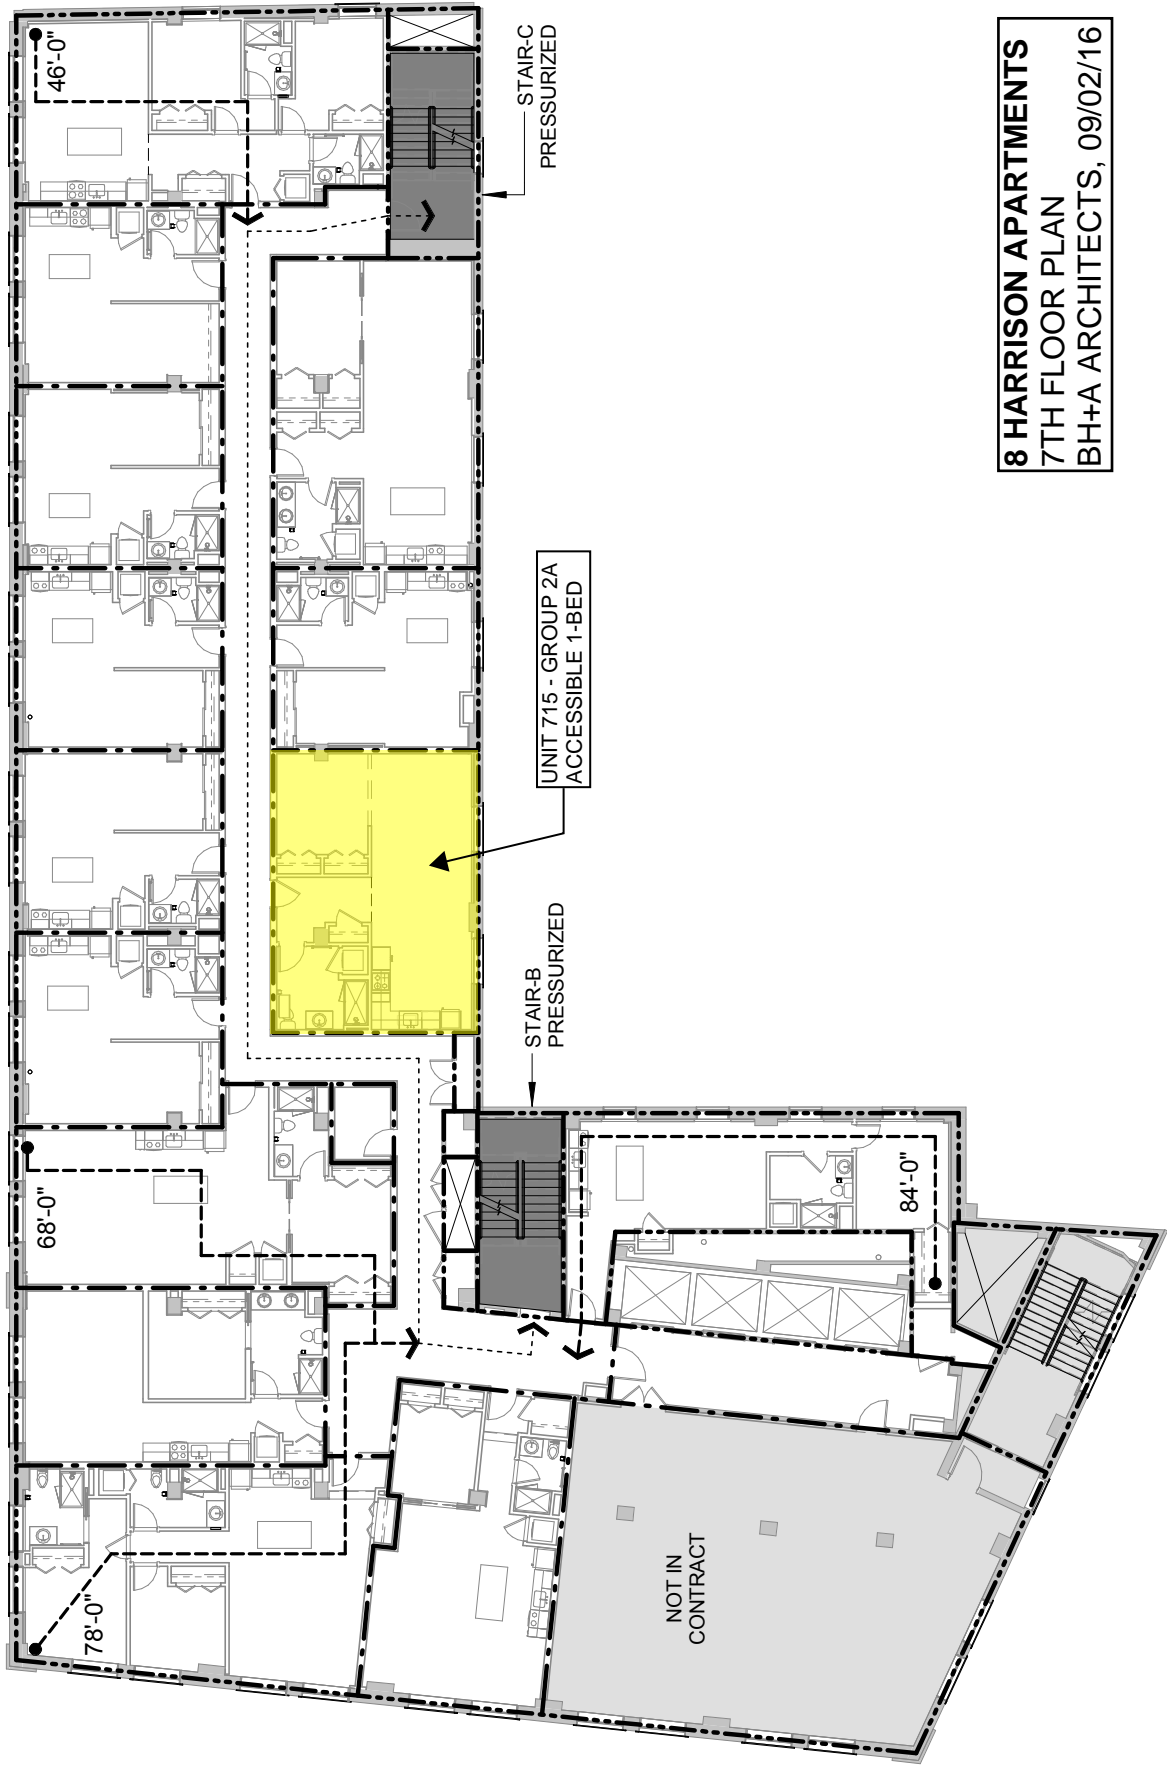 46'-0"
STAIR-C
PRESSURIZED
8 HARRISON APARTMENTS
7TH FLOOR PLAN
BH+A ARCHITECTS, 09/02/16
UNIT 715 - GROUP 2A
ACCESSIBLE 1-BED
STAIR-B
PRESSURIZED
68'-0"
84'-0"
78'-0"
NOT IN
CONTRACT